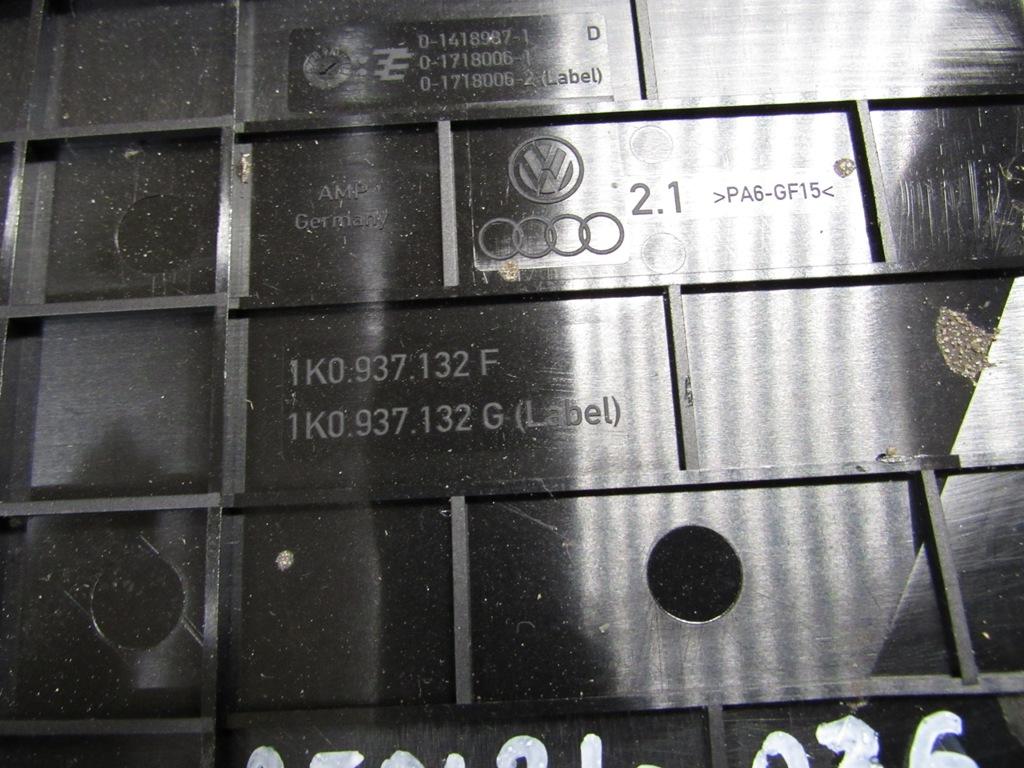 0-1418987-1 D
0-1718006-1
0-1718006-2 (Label)
AMP
Germany
2.1 >PA6-GF15<
1K0.937.132 F
1K0.937.132 G (Label)
036